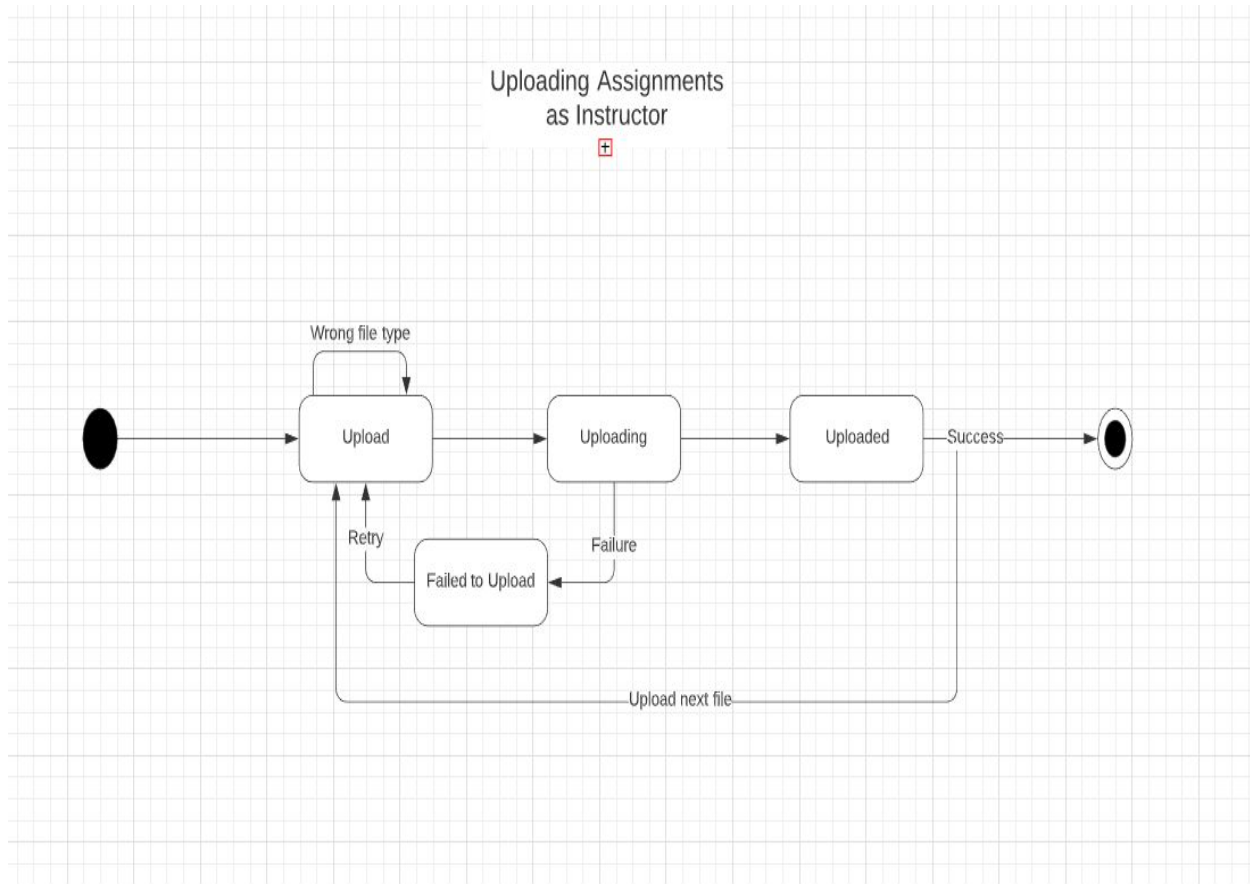 Uploading Assignments
as Instructor
Wrong file type
Upload
Uploading
Uploaded
Success
Retry
Failure
Failed to Upload
Upload next file